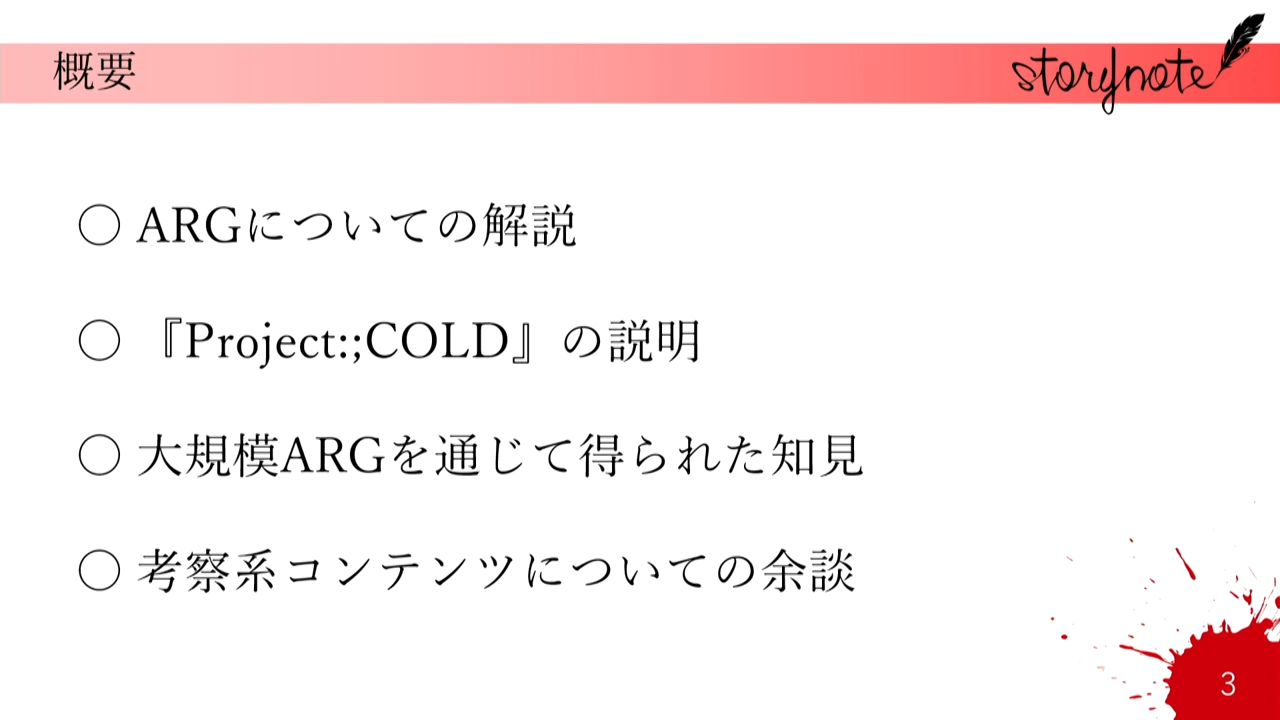 概要
storynote
○ ARGについての解説
○ 『Project:;COLD』の説明
○ 大規模ARGを通じて得られた知見
○ 考察系コンテンツについての余談
3